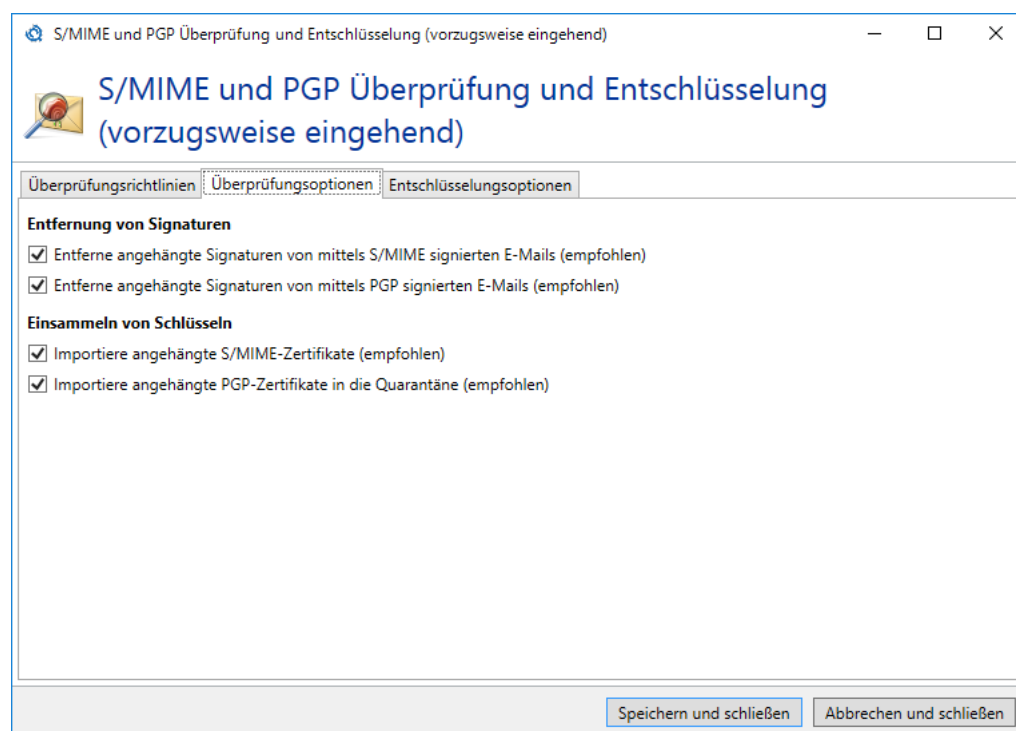 S/MIME und PGP Überprüfung und Entschlüsselung (vorzugsweise eingehend)
S/MIME und PGP Überprüfung und Entschlüsselung
(vorzugsweise eingehend)
Überprüfungsrichtlinien Überprüfungsoptionen Entschlüsselungsoptionen
Entfernung von Signaturen
Entferne angehängte Signaturen von mittels S/MIME signierten E-Mails (empfohlen)
Entferne angehängte Signaturen von mittels PGP signierten E-Mails (empfohlen)
Einsammeln von Schlüsseln
Importiere angehängte S/MIME-Zertifikate (empfohlen)
Importiere angehängte PGP-Zertifikate in die Quarantäne (empfohlen)
Speichern und schließen Abbrechen und schließen